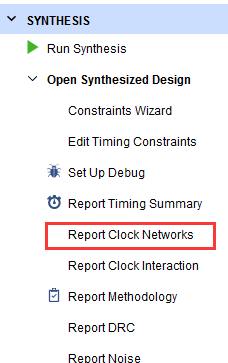 SYNTHESIS
Run Synthesis
Open Synthesized Design
Constraints Wizard
Edit Timing Constraints
Set Up Debug
Report Timing Summary
Report Clock Networks
Report Clock Interaction
Report Methodology
Report DRC
Report Noise